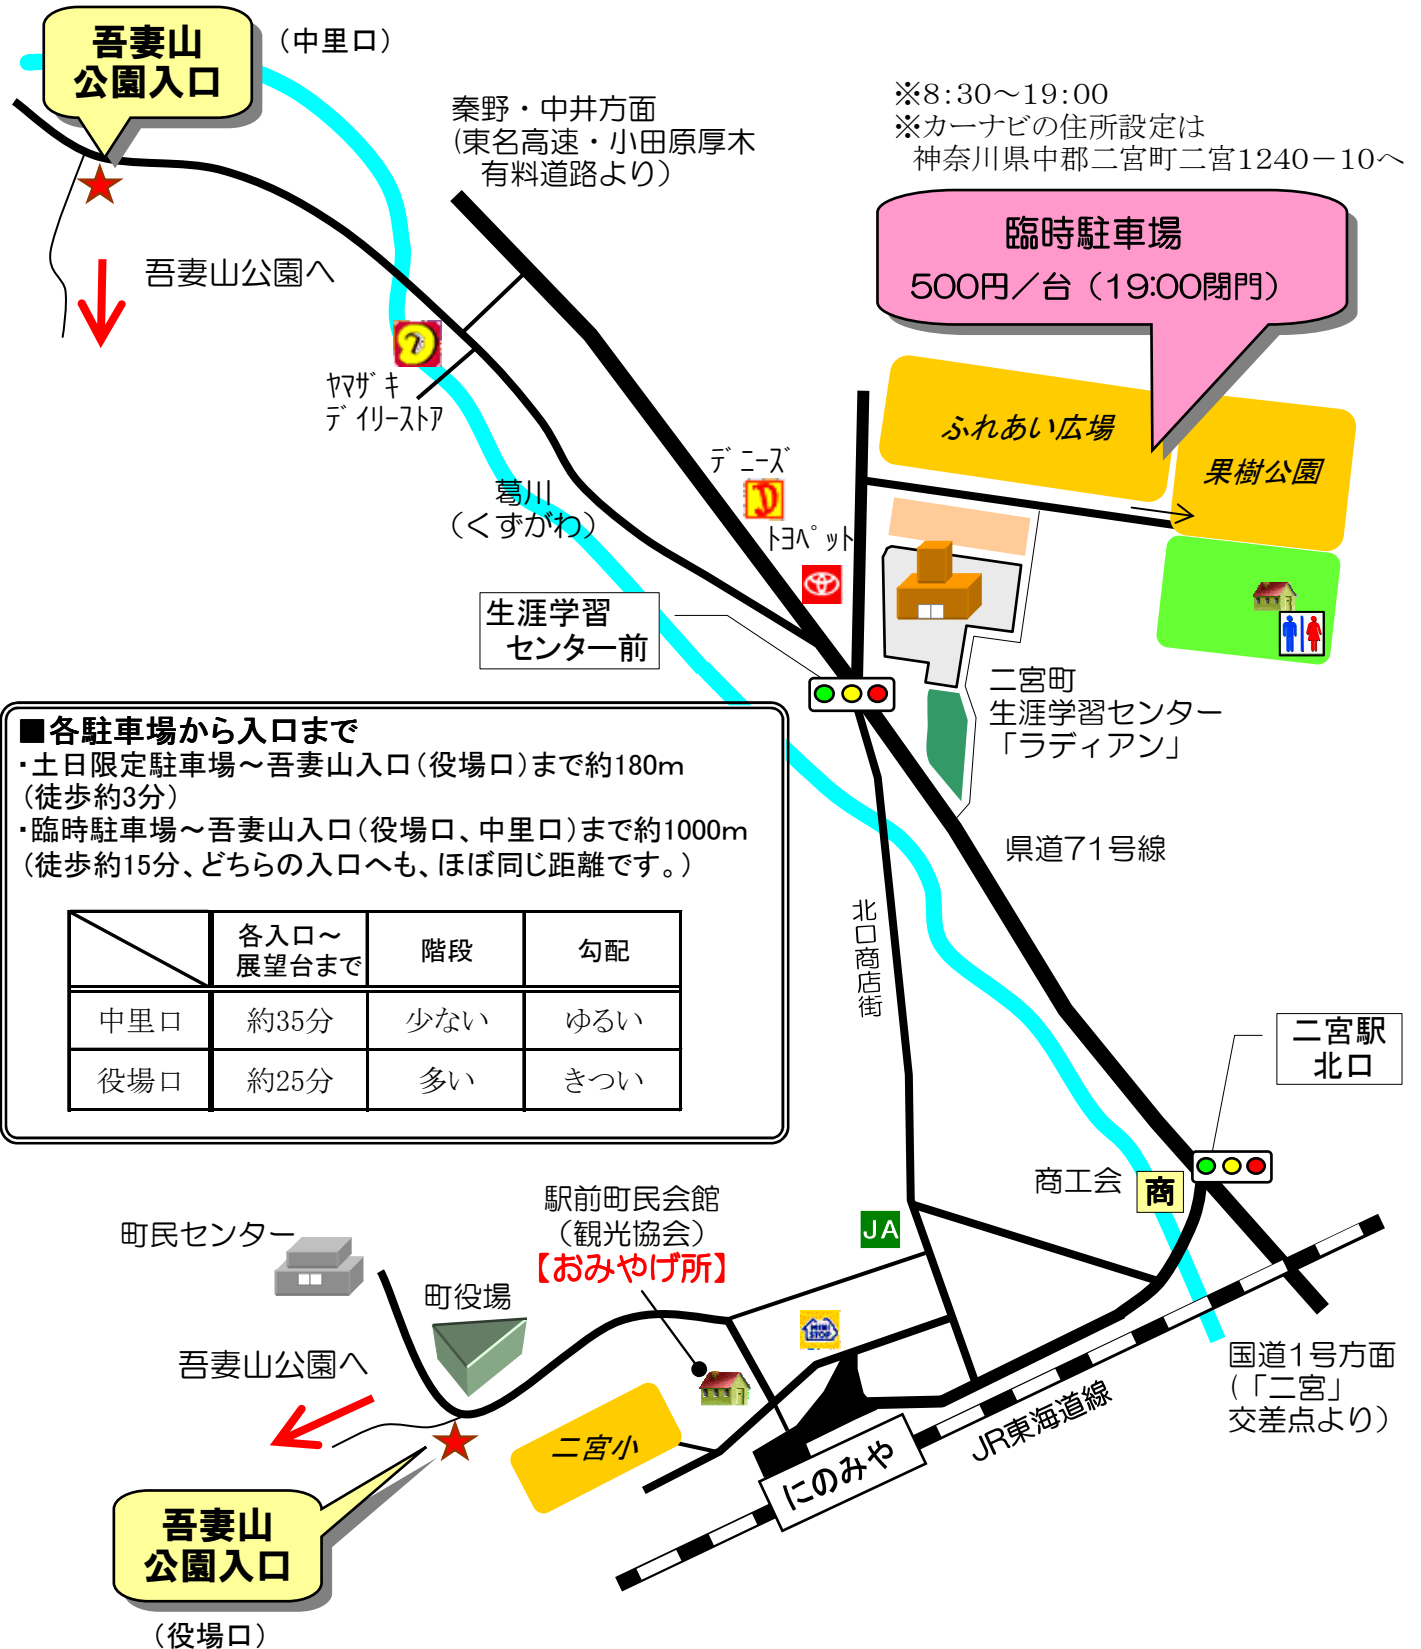 吾妻山
公園入口
（中里口）
秦野・中井方面
(東名高速・小田原厚木
有料道路より）
※8：30～19：00
※カーナビの住所設定は
神奈川県中郡二宮町二宮1240－10へ
臨時駐車場
500円／台（19:00閉門）
吾妻山公園へ
ﾔﾏｻﾞｷ
ﾃﾞｲﾘｰｽﾄｱ
ふれあい広場
果樹公園
ﾃﾞﾆｰｽﾞ
ﾄﾖﾍﾟｯﾄ
葛川
（くずがわ）
生涯学習
センター前
二宮町
生涯学習センター
「ラディアン」
■各駐車場から入口まで
・土日限定駐車場～吾妻山入口（役場口）まで約180m
（徒歩約3分）
・臨時駐車場～吾妻山入口（役場口、中里口）まで約1000m
（徒歩約15分、どちらの入口へも、ほぼ同じ距離です。）
各入口～
展望台まで
階段
勾配
中里口
約35分
少ない
ゆるい
役場口
約25分
多い
きつい
県道71号線
北口商店街
二宮駅
北口
商工会
商
駅前町民会館
（観光協会）
【おみやげ所】
JA
町民センター
町役場
MINI
STOP
吾妻山公園へ
国道1号方面
(「二宮」
交差点より）
JR東海道線
二宮小
にのみや
吾妻山
公園入口
（役場口）